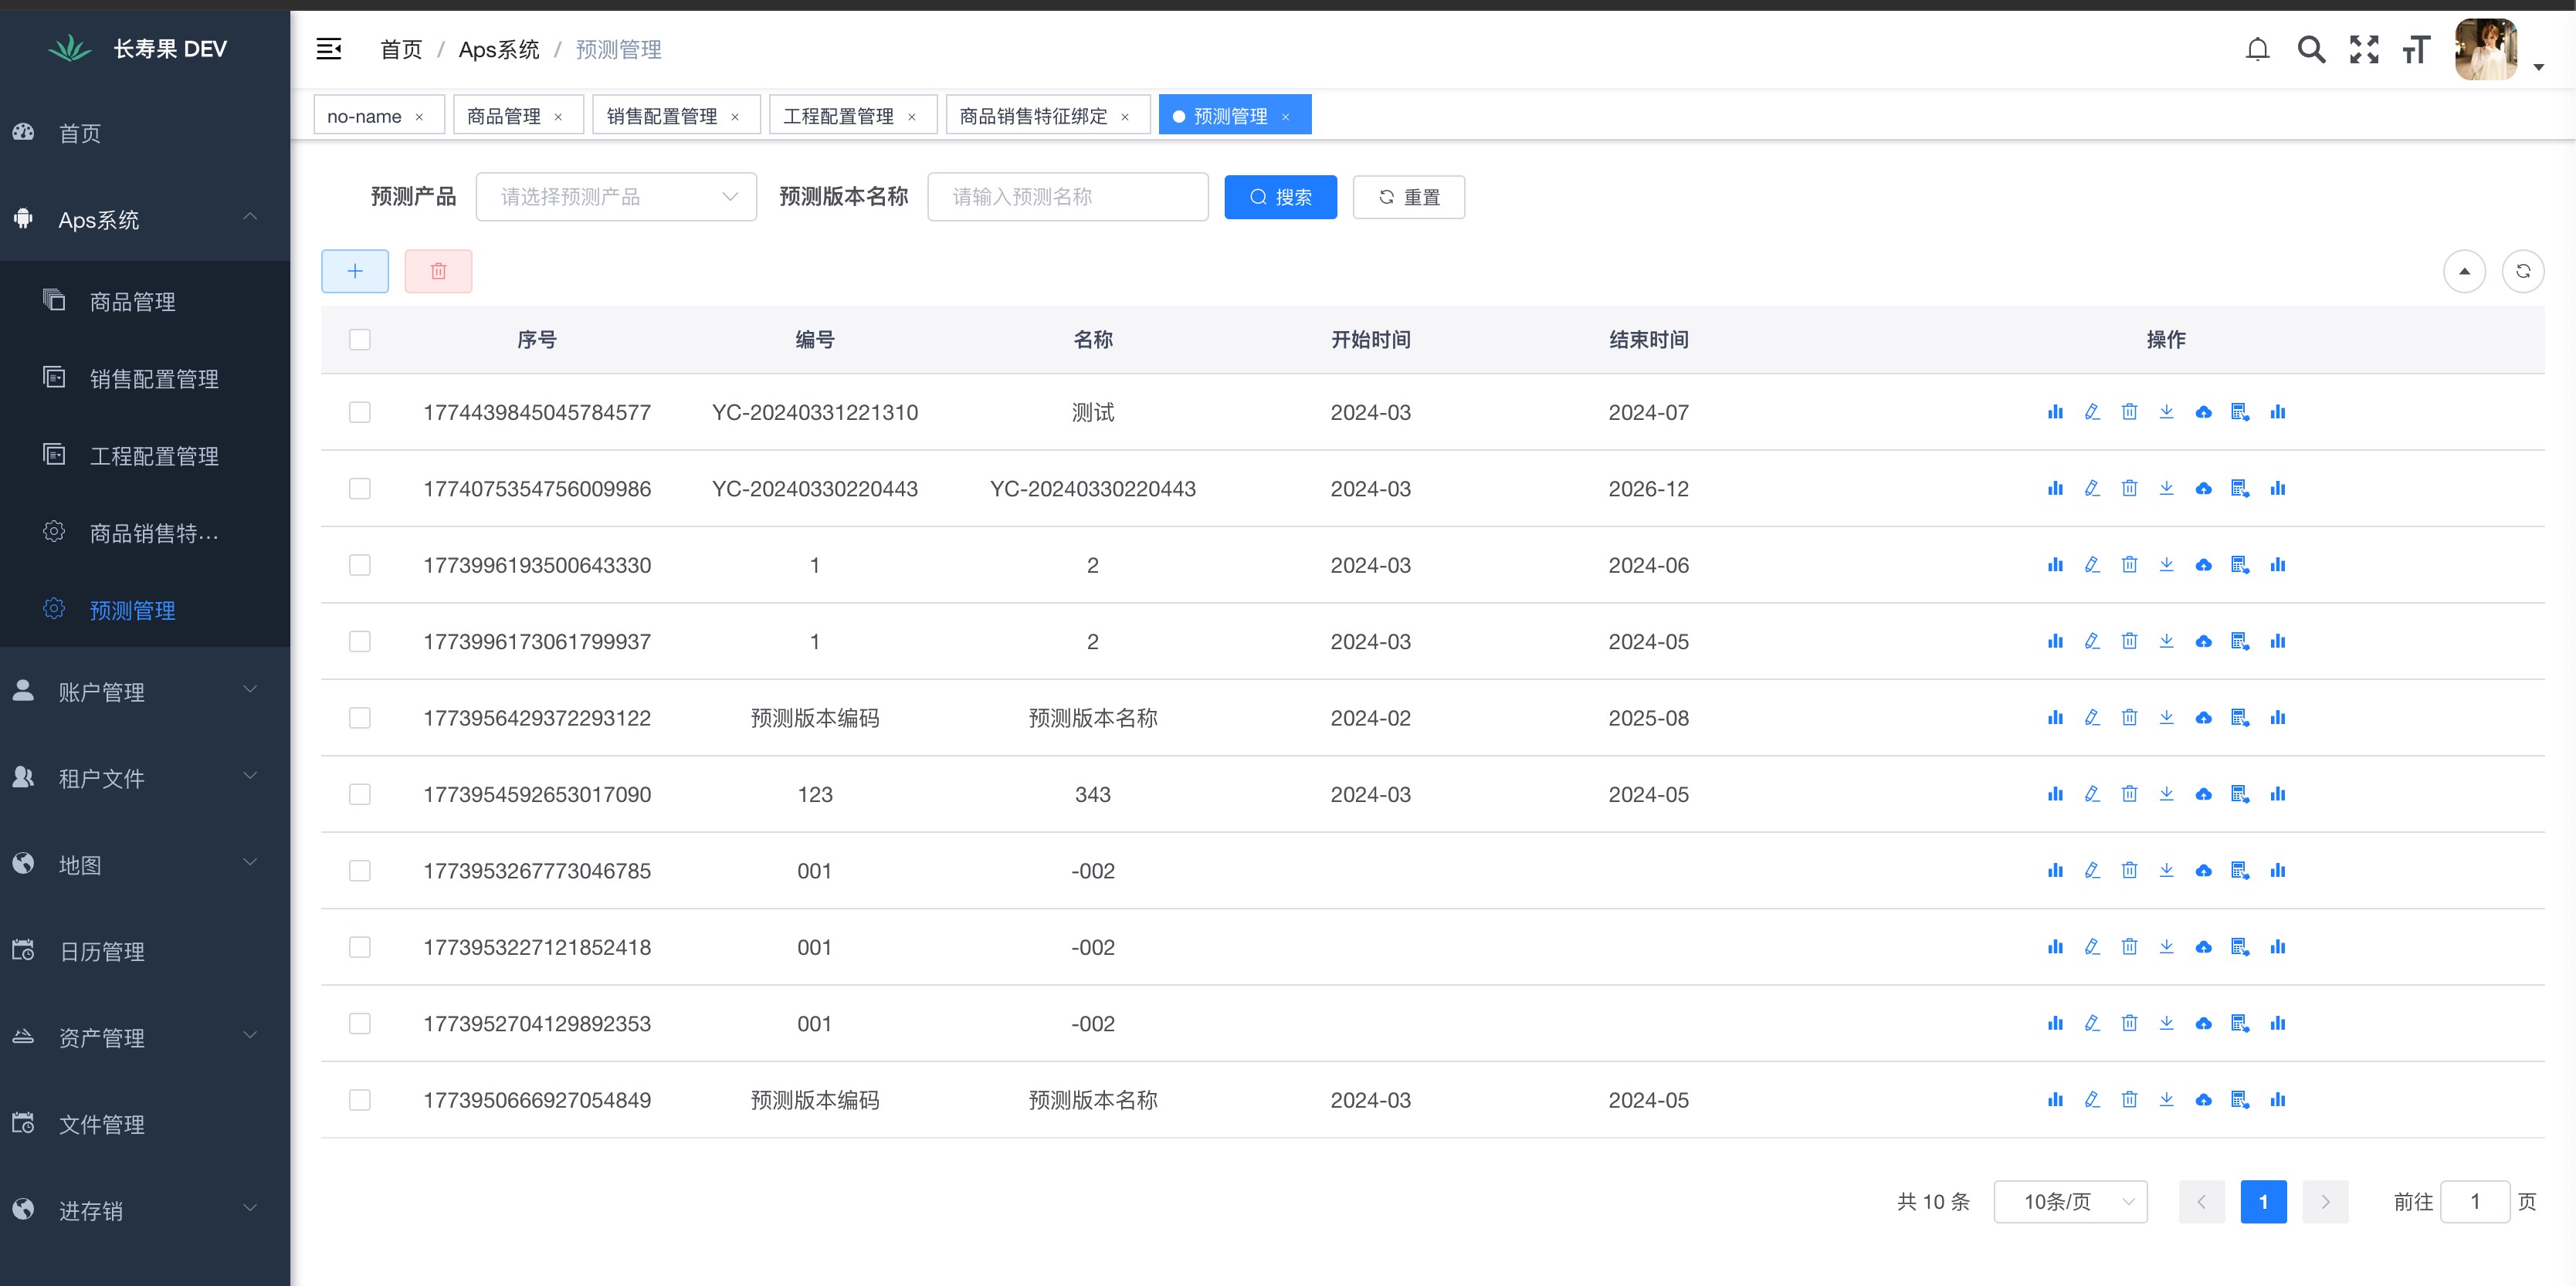 长寿果 DEV
首页
Aps系统
商品管理
销售配置管理
工程配置管理
商品销售特...
预测管理
账户管理
租户文件
地图
日历管理
资产管理
文件管理
进存销
首页 / Aps系统 / 预测管理
no-name × 商品管理 × 销售配置管理 × 工程配置管理 × 商品销售特征绑定 × 预测管理 ×
预测产品 请选择预测产品 预测版本名称 请输入预测名称 搜索 重置
序号 编号 名称 开始时间 结束时间 操作
1774439845045784577 YC-20240331221310 测试 2024-03 2024-07
1774075354756009986 YC-20240330220443 YC-20240330220443 2024-03 2026-12
1773996193500643330 1 2 2024-03 2024-06
1773996173061799937 1 2 2024-03 2024-05
1773956429372293122 预测版本编码 预测版本名称 2024-02 2025-08
1773954592653017090 123 343 2024-03 2024-05
1773953267773046785 001 -002
1773953227121852418 001 -002
1773952704129892353 001 -002
1773950666927054849 预测版本编码 预测版本名称 2024-03 2024-05
共 10 条 10条/页 1 前往 1 页